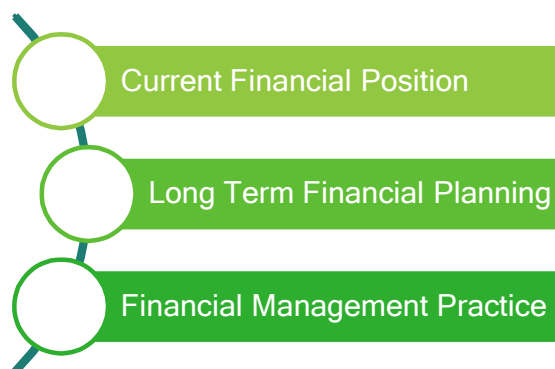 Current Financial Position
Long Term Financial Planning
Financial Management Practice